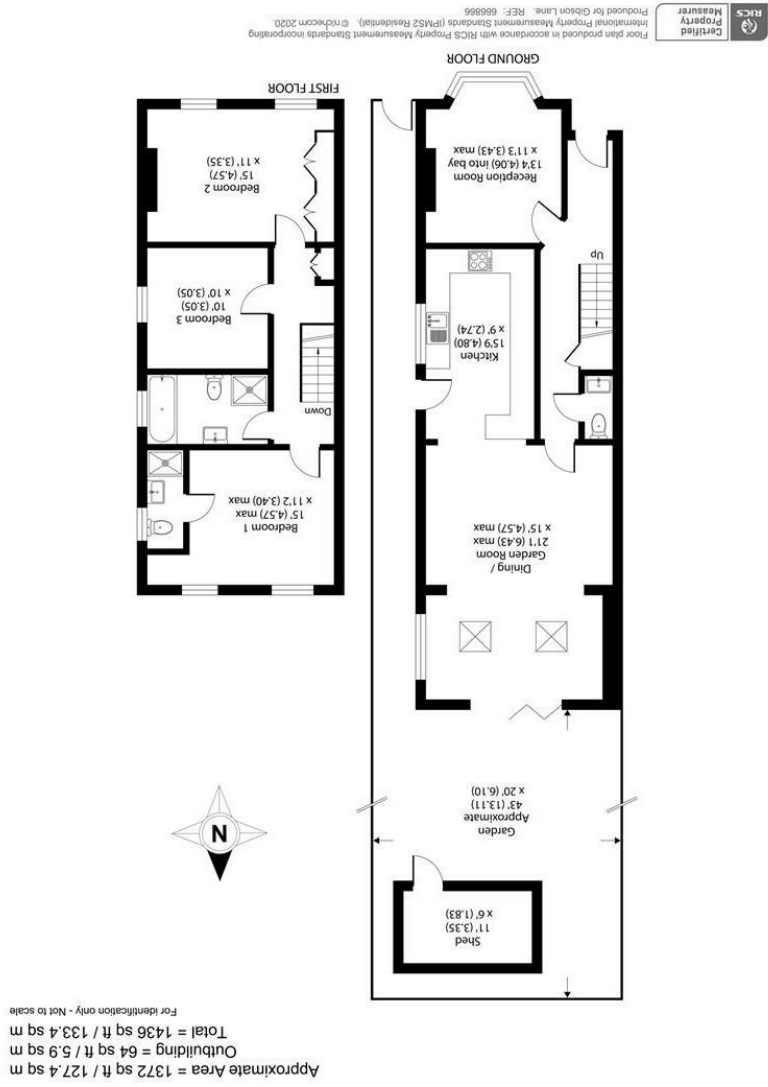 Approximate Area = 1372 sq ft / 127.4 sq m
Outbuilding = 64 sq ft / 5.9 sq m
Total = 1436 sq ft / 133.4 sq m
For identification only - Not to scale
N
Shed
11' (3.35)
x 6' (1.83)
Garden
Approximate
43' (13.11)
x 20' (6.10)
Dining /
Garden Room
21'1 (6.43) max
x 15' (4.57) max
Kitchen
15'9 (4.80)
x 9' (2.74)
Up
Reception Room
13'4 (4.06) into bay
x 11'3 (3.43) max
GROUND FLOOR
Bedroom 1
15' (4.57) max
x 11'2 (3.40) max
Down
Bedroom 3
10' (3.05)
x 10' (3.05)
Bedroom 2
15' (4.57)
x 11' (3.35)
FIRST FLOOR
RICS
Certified
Property
Measurer
Floor plan produced in accordance with RICS Property Measurement Standards incorporating
International Property Measurement Standards (IPMS2 Residential). © nichecom 2020.
Produced for Gibson Lane. REF: 666866